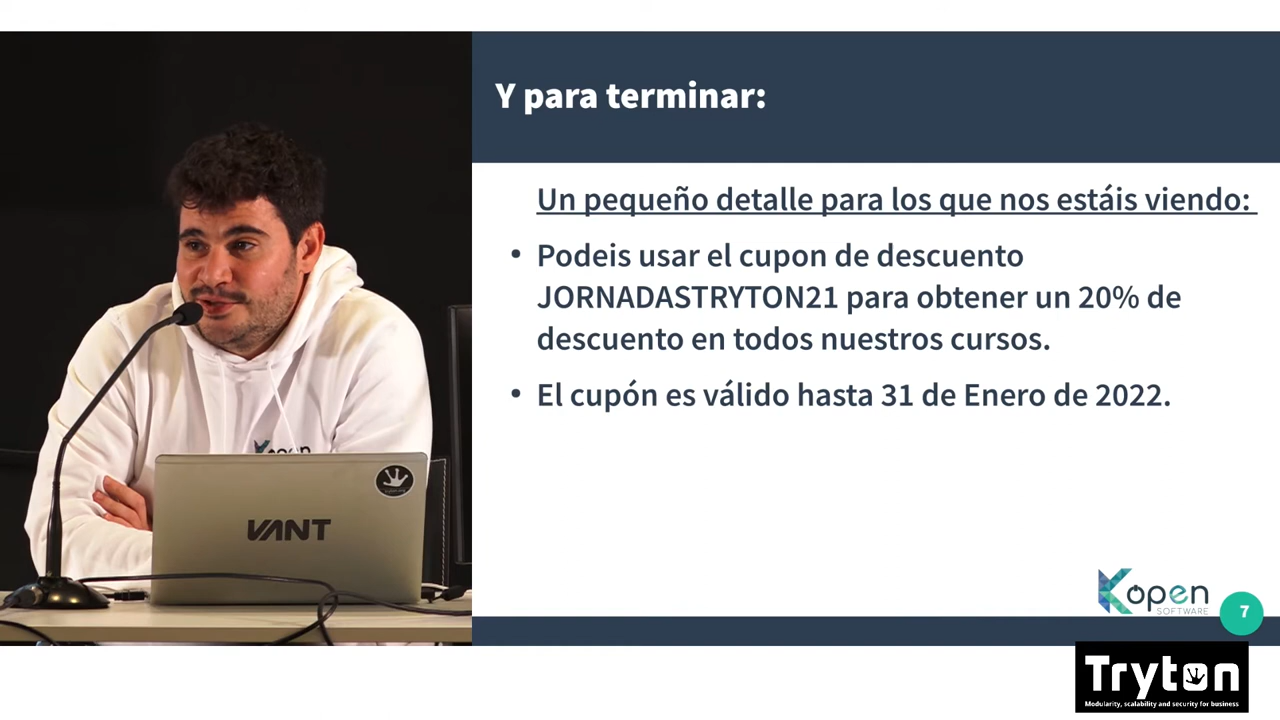 Y para terminar:
Un pequeño detalle para los que nos estáis viendo:
• Podeis usar el cupon de descuento
JORNADASTRYTON21 para obtener un 20% de
descuento en todos nuestros cursos.
• El cupón es válido hasta 31 de Enero de 2022.
Kopen
VANT
Kopen
SOFTWARE
7
Tryton
Modularity, scalability and security for business